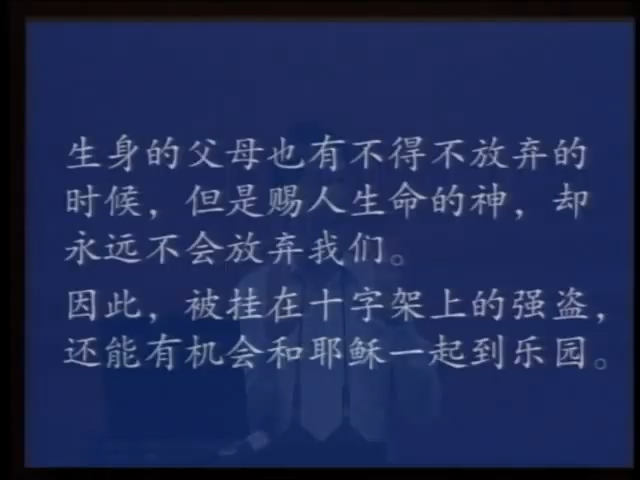 生身的父母也有不得不放弃的
时候，但是赐人生命的神，却
永远不会放弃我们。
因此，被挂在十字架上的强盗，
还能有机会和耶稣一起到乐园。